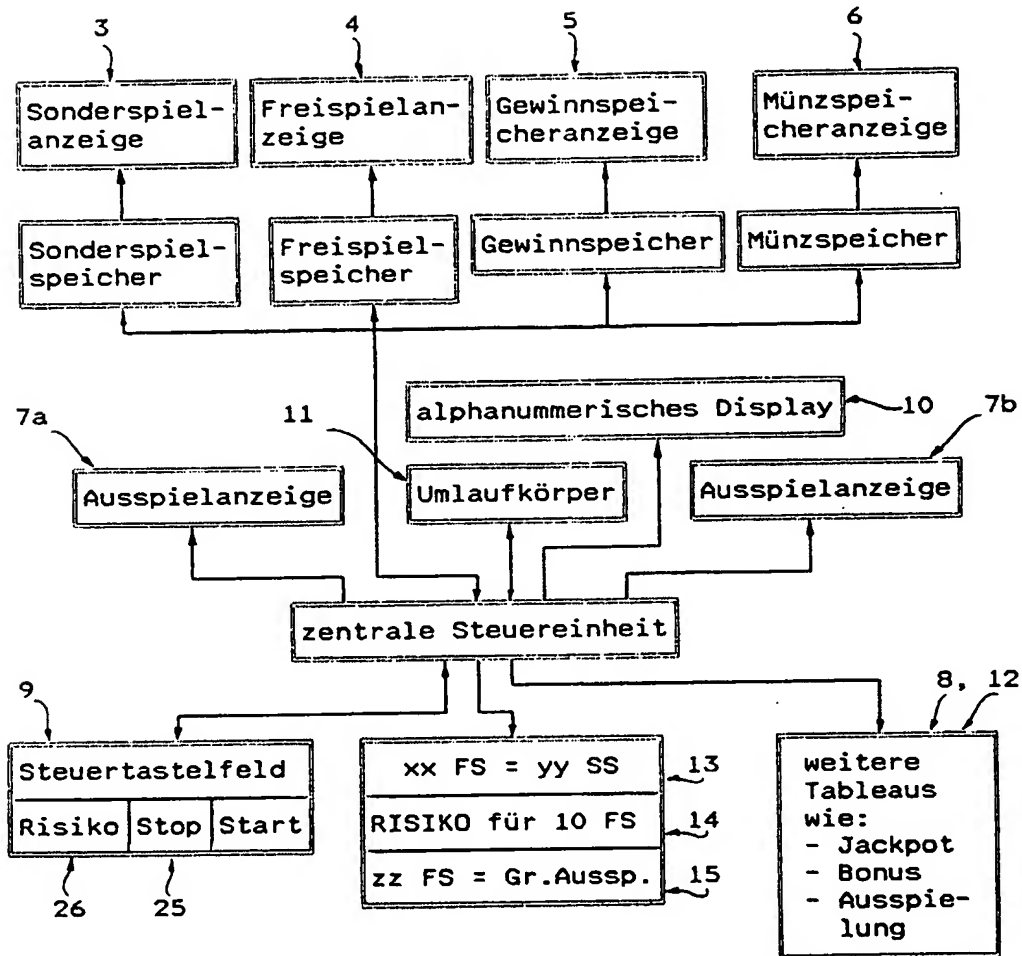 3
4
5
6
Sonderspiel-
anzeige
Freispielan-
zeige
Gewinnspei-
cheranzeige
Münzspei-
cheranzeige
Sonderspiel-
speicher
Freispiel-
speicher
Gewinnspeicher
Münzspeicher
alphanummerisches Display
10
7a
11
7b
Ausspielanzeige
Umlaufkörper
Ausspielanzeige
zentrale Steuereinheit
9
8, 12
Steuertastelfeld
Risiko Stop Start
26
25
xx FS = yy SS
13
RISIKO für 10 FS
14
zz FS = Gr.Aussp.
15
weitere
Tableaus
wie:
- Jackpot
- Bonus
- Ausspie-
lung